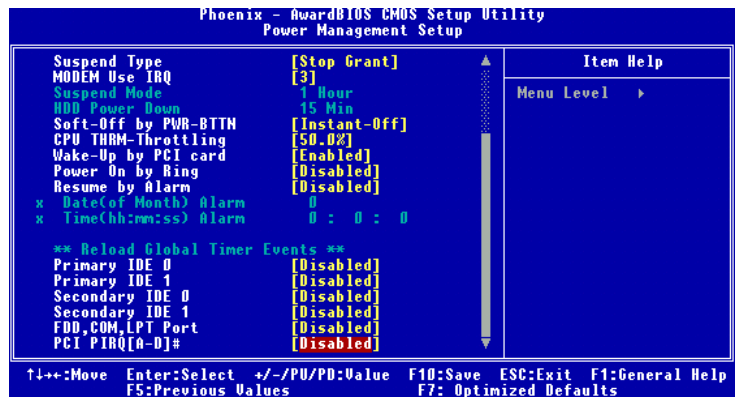 Phoenix - AwardBIOS CMOS Setup Utility
Power Management Setup
Suspend Type [Stop Grant]
MODEM Use IRQ [3]
Suspend Mode 1 Hour
HDD Power Down 15 Min
Soft-Off by PWR-BTTN [Instant-Off]
CPU THRM-Throttling [50.0%]
Wake-Up by PCI card [Enabled]
Power On by Ring [Disabled]
Resume by Alarm [Disabled]
x Date(of Month) Alarm 0
x Time(hh:mm:ss) Alarm 0 : 0 : 0
** Reload Global Timer Events **
Primary IDE 0 [Disabled]
Primary IDE 1 [Disabled]
Secondary IDE 0 [Disabled]
Secondary IDE 1 [Disabled]
FDD,COM,LPT Port [Disabled]
PCI PIRQ[A-D]# [Disabled]
Item Help
Menu Level ▸
↑↓→←:Move Enter:Select +/-/PU/PD:Value F10:Save ESC:Exit F1:General Help
F5:Previous Values F7: Optimized Defaults